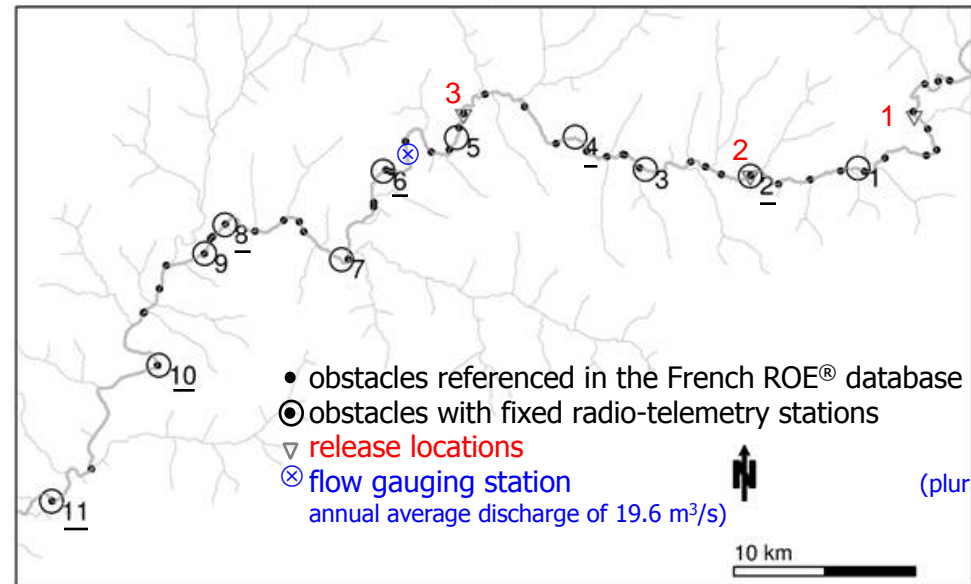 1
3
2
4
5
3
2
1
6
8
9
7
10
• obstacles referenced in the French ROE® database
obstacles with fixed radio-telemetry stations
release locations
flow gauging station (plur
annual average discharge of 19.6 m³/s)
N
11
10 km